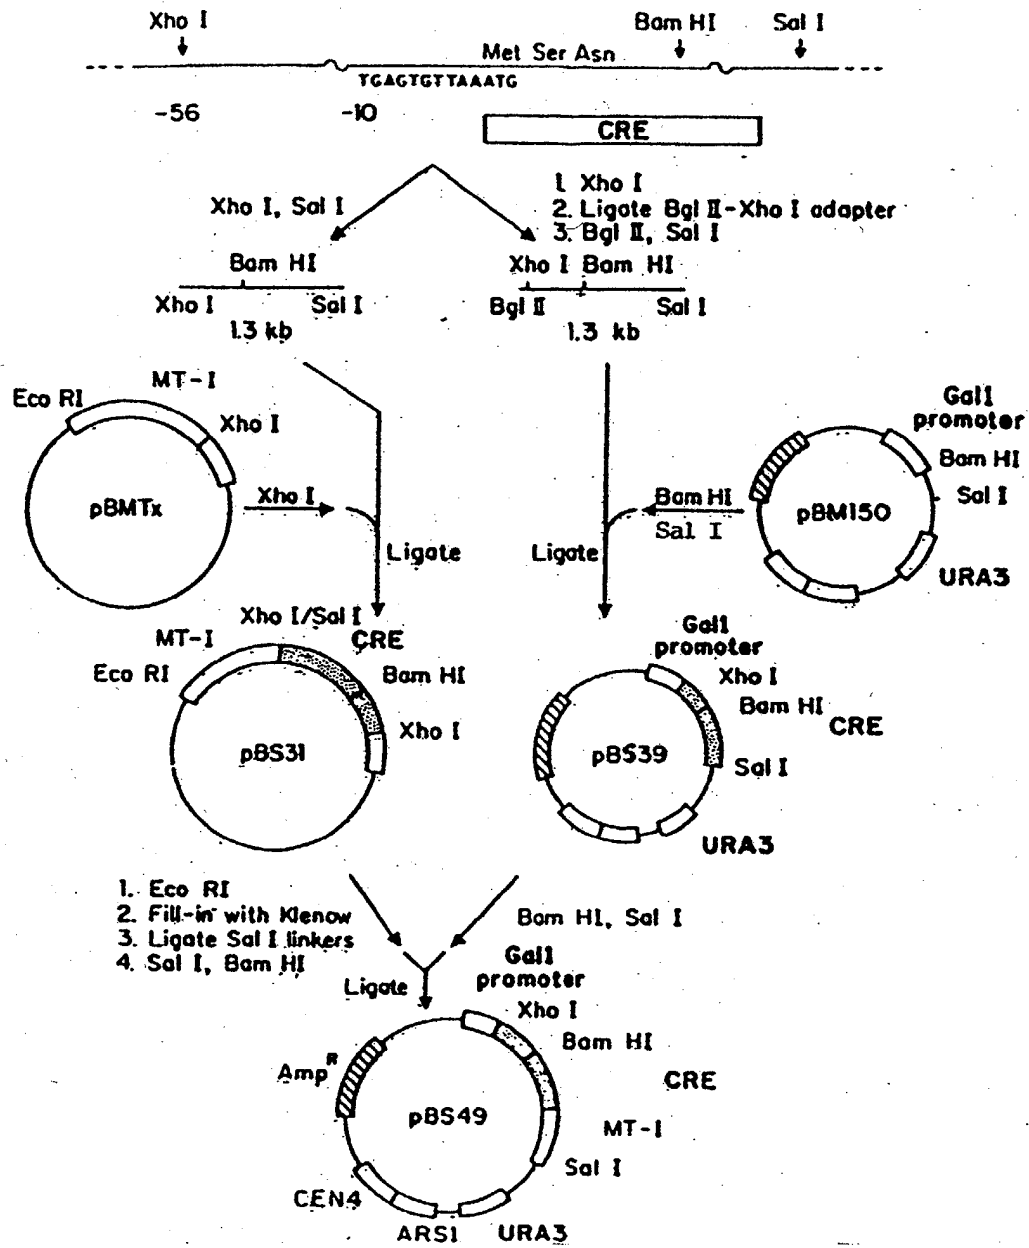 Xho I
Bam HI
Sal I
Met Ser Asn
TGAGTGTTAAATG
-56
-10
CRE
Xho I, Sal I
1. Xho I
2. Ligate Bgl II-Xho I adapter
3. Bgl II, Sal I
Bam HI
Xho I
Sal I
1.3 kb
Xho I
Bam HI
Bgl II
Sal I
1.3 kb
MT-I
Eco RI
Xho I
pBMTx
Xho I
Ligate
Gal1
promoter
Bam HI
Sal I
pBM150
URA3
Bam HI
Sal I
Ligate
Xho I/Sal I
MT-I
CRE
Eco RI
Bam HI
Xho I
pBS31
Gal1
promoter
Xho I
Bam HI
CRE
pBS39
Sal I
URA3
1. Eco RI
2. Fill-in with Klenow
3. Ligate Sal I linkers
4. Sal I, Bam HI
Bam HI, Sal I
Ligate
Gal1
promoter
Xho I
Bam HI
Amp R
CRE
pBS49
MT-I
Sal I
CEN4
ARS1
URA3